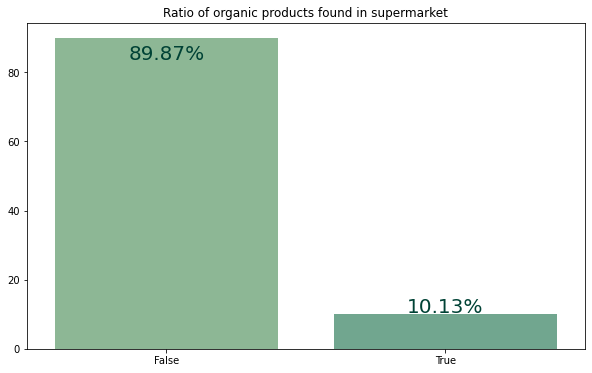 Ratio of organic products found in supermarket
89.87%
80
60
40
20
10.13%
0
False
True